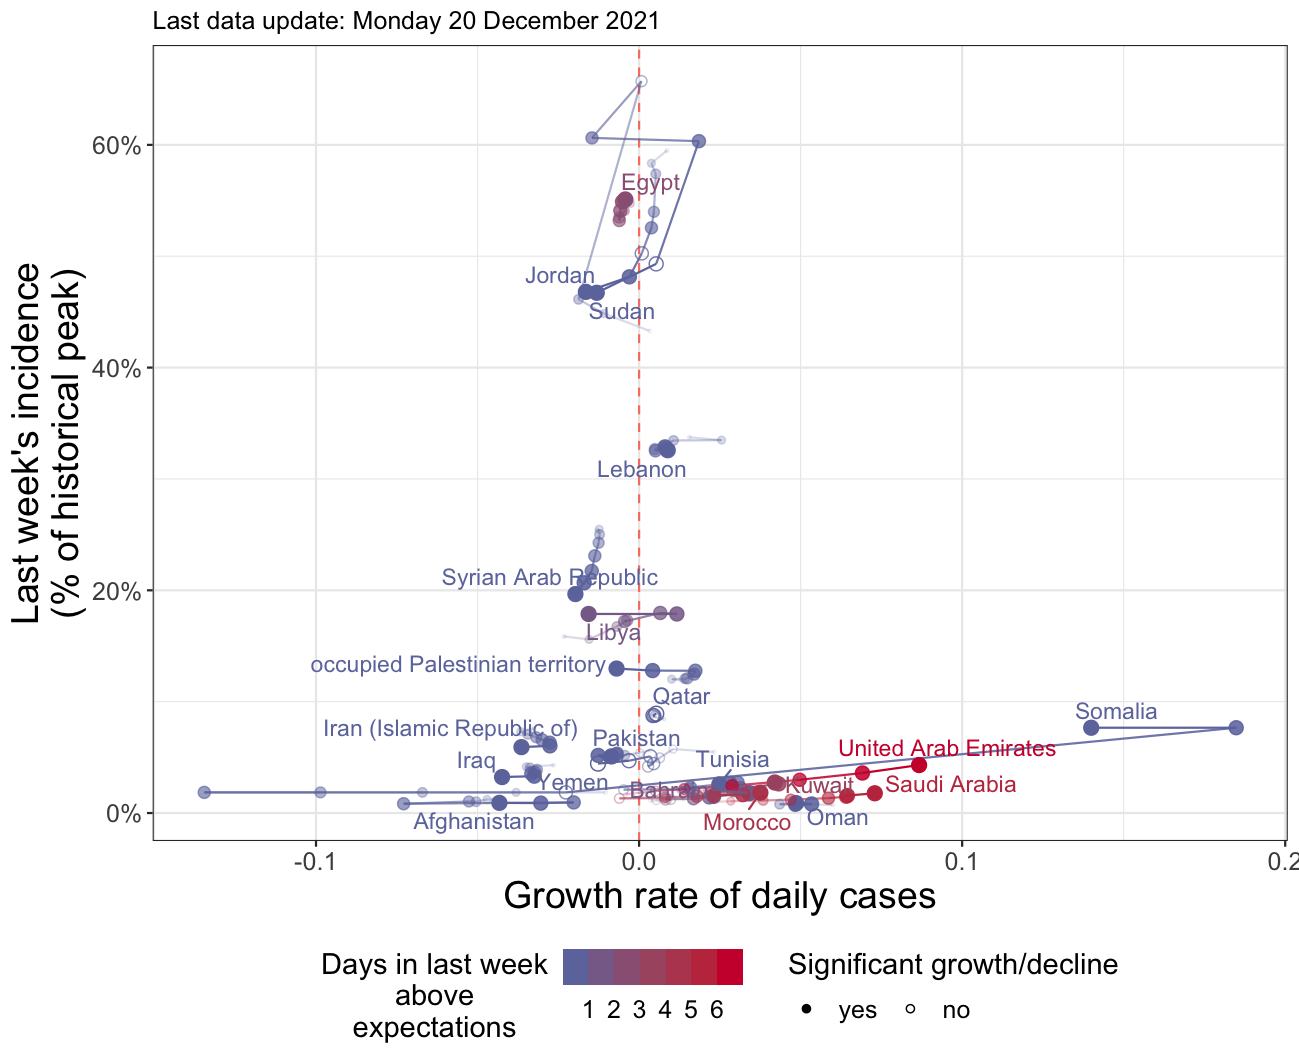 Last data update: Monday 20 December 2021
Last week's incidence
(% of historical peak)
60%
40%
20%
0%
Egypt
Jordan
Sudan
Lebanon
Syrian Arab Republic
Libya
occupied Palestinian territory
Qatar
Somalia
Iran (Islamic Republic of)
Pakistan
United Arab Emirates
Iraq
Tunisia
Yemen
Kuwait
Saudi Arabia
Afghanistan
Morocco
Oman
-0.1
0.0
0.1
0.2
Growth rate of daily cases
Days in last week
above
expectations
1 2 3 4 5 6
Significant growth/decline
yes
no